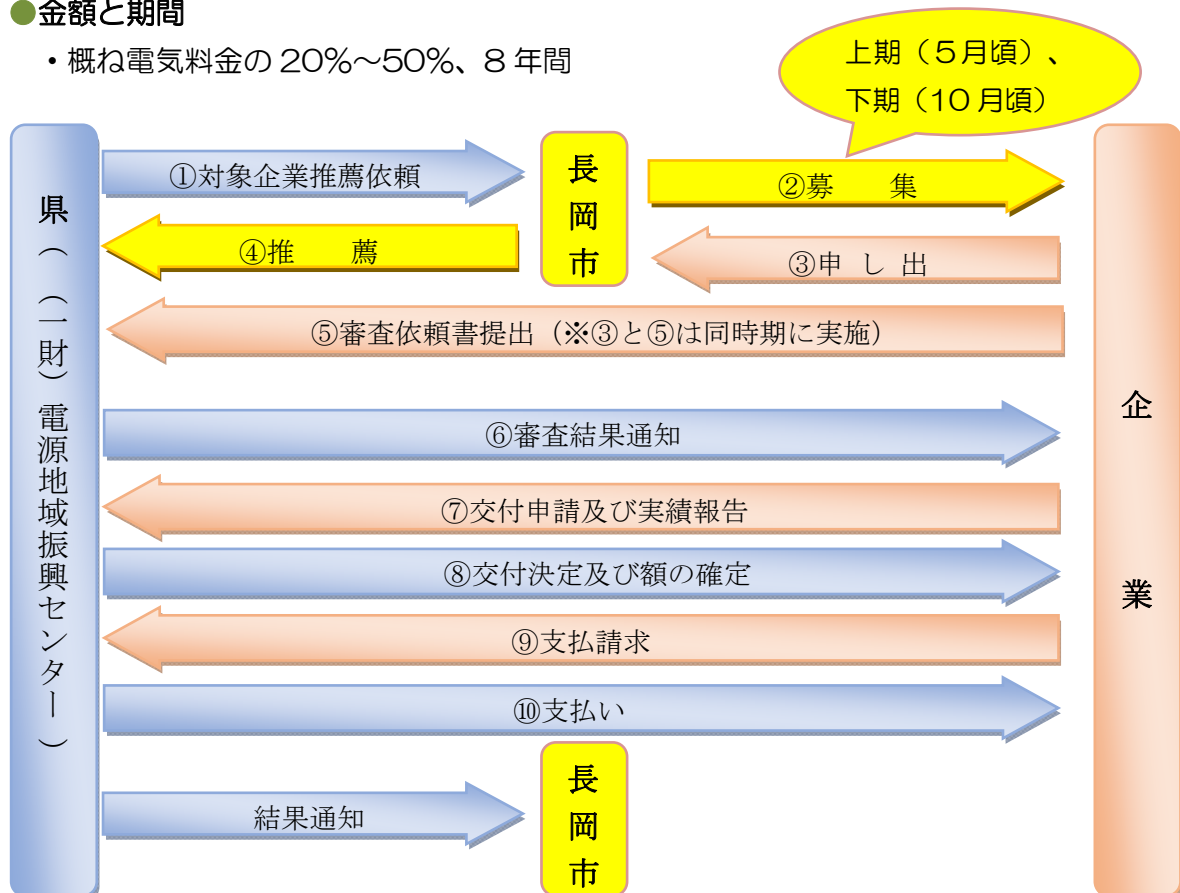 ●金額と期間
・概ね電気料金の20%～50%、8年間
上期（5月頃）、
下期（10月頃）
県（（一財）電源地域振興センター）
①対象企業推薦依頼
長岡市
②募　集
④推　薦
③申し出
⑤審査依頼書提出（※③と⑤は同時期に実施）
企業
⑥審査結果通知
⑦交付申請及び実績報告
⑧交付決定及び額の確定
⑨支払請求
⑩支払い
結果通知
長岡市